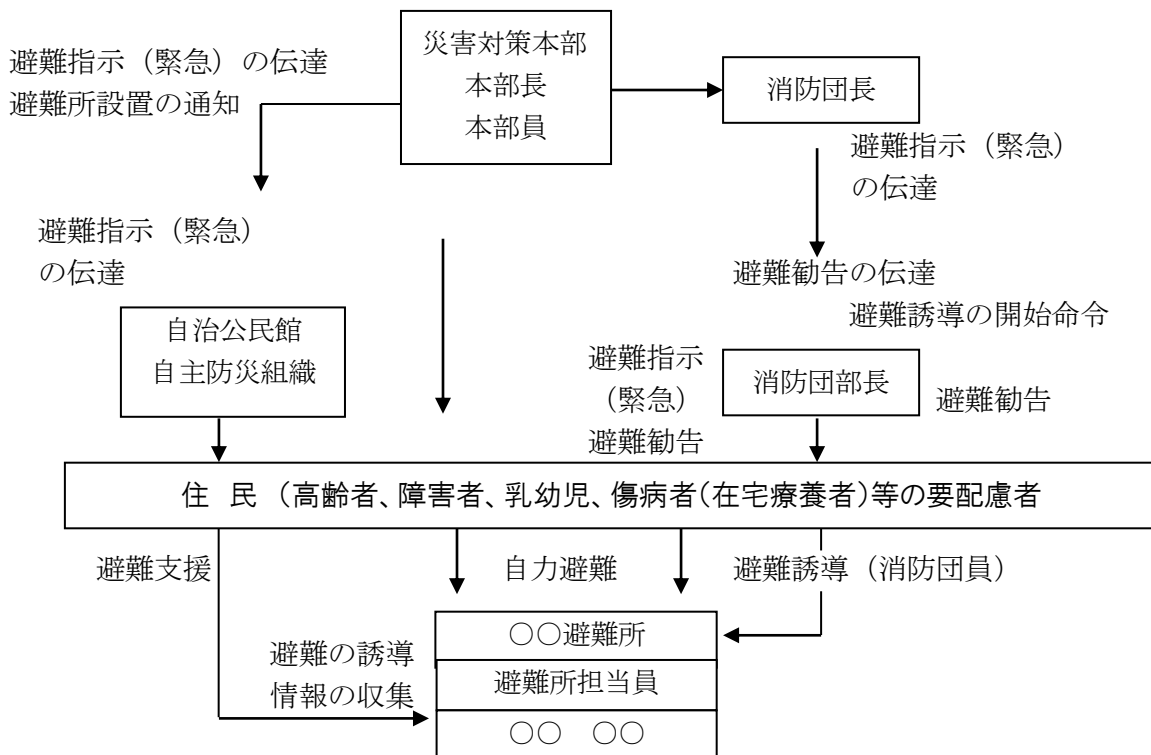 災害対策本部
本部長
本部員
避難指示（緊急）の伝達
避難所設置の通知
消防団長
避難指示（緊急）
の伝達
避難指示（緊急）
の伝達
避難勧告の伝達
避難誘導の開始命令
自治公民館
自主防災組織
避難指示
（緊急）
避難勧告
消防団部長
避難勧告
住　民（高齢者、障害者、乳幼児、傷病者（在宅療養者）等の要配慮者
避難支援
自力避難
避難誘導（消防団員）
○○避難所
避難の誘導
情報の収集
避難所担当員
○○　○○